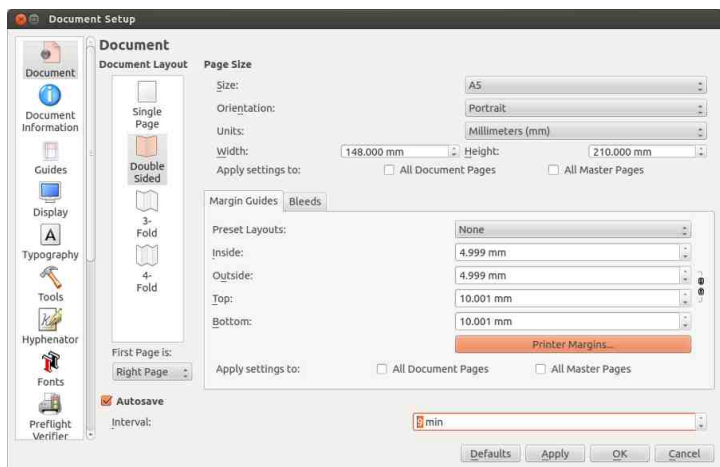 Document Setup
Document
Document
Information
Guides
Display
Typography
Tools
Hyphenator
Fonts
Preflight
Verifier
Document
Document Layout
Single
Page
Double
Sided
3-
Fold
4-
Fold
First Page is:
Right Page
Page Size
Size: A5
Orientation: Portrait
Units: Millimeters (mm)
Width: 148.000 mm Height: 210.000 mm
Apply settings to: All Document Pages All Master Pages
Margin Guides Bleeds
Preset Layouts: None
Inside: 4.999 mm
Outside: 4.999 mm
Top: 10.001 mm
Bottom: 10.001 mm
Printer Margins...
Apply settings to: All Document Pages All Master Pages
Autosave
Interval: 9 min
Defaults Apply OK Cancel